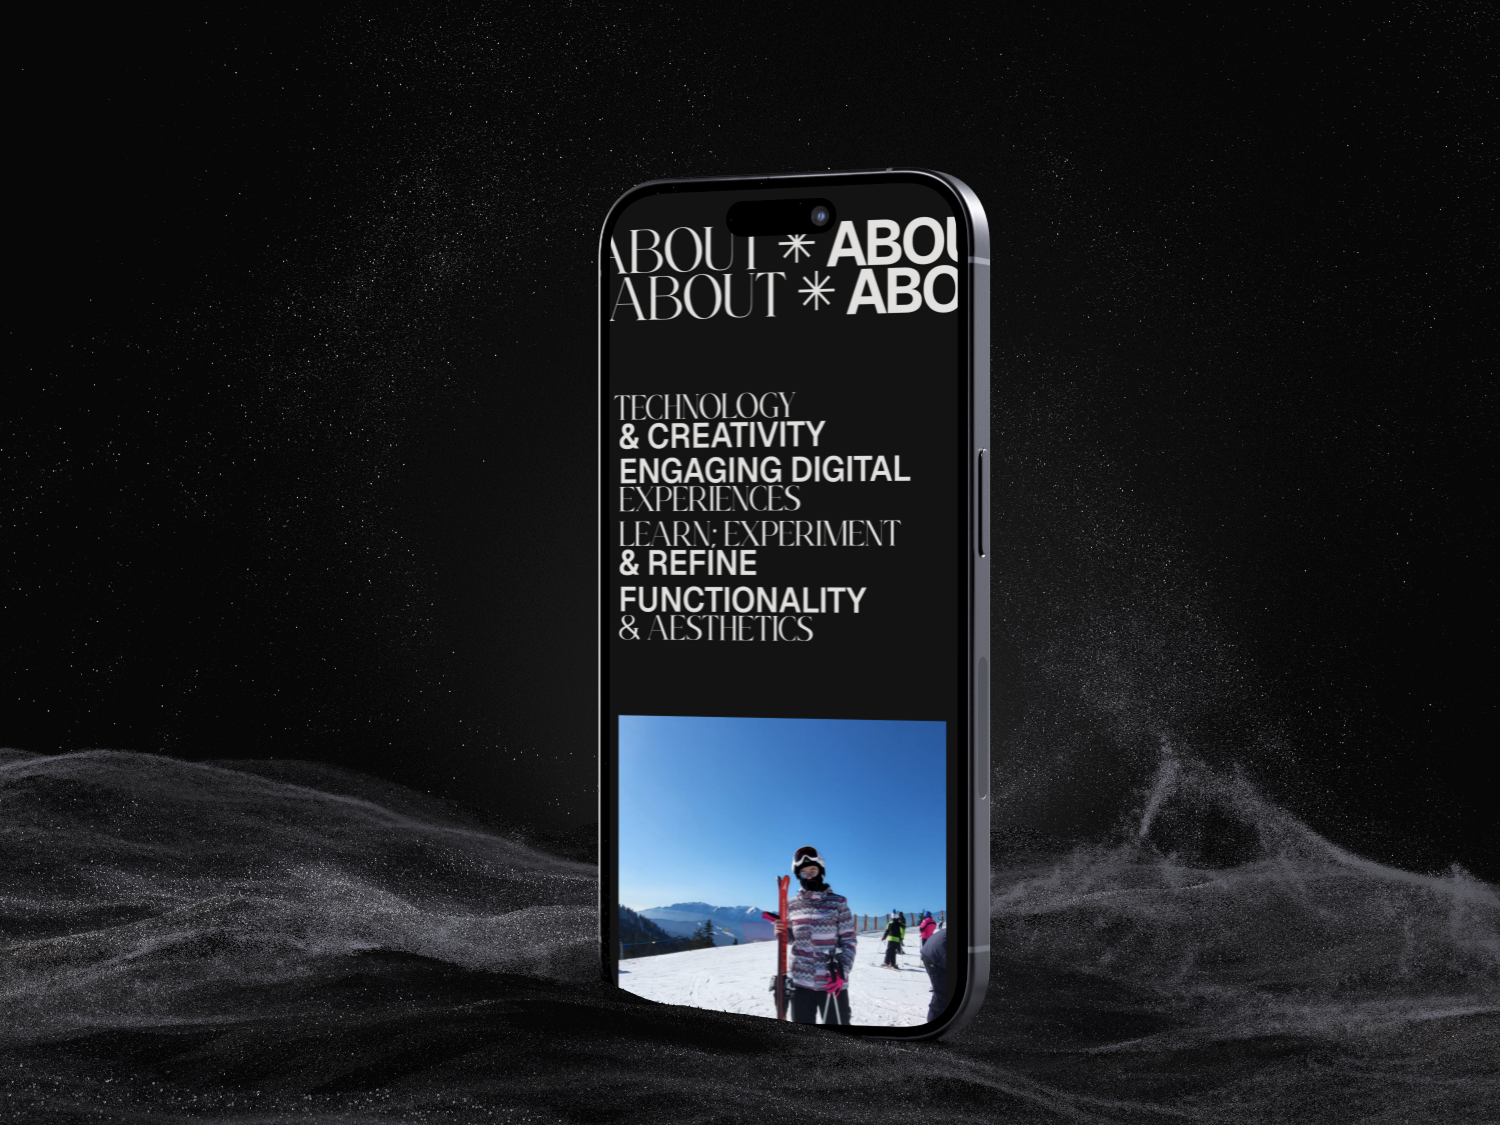 ABOUT * ABOU
ABOUT * ABO
TECHNOLOGY
& CREATIVITY
ENGAGING DIGITAL
EXPERIENCES
LEARN; EXPERIMENT
& REFINE
FUNCTIONALITY
& AESTHETICS